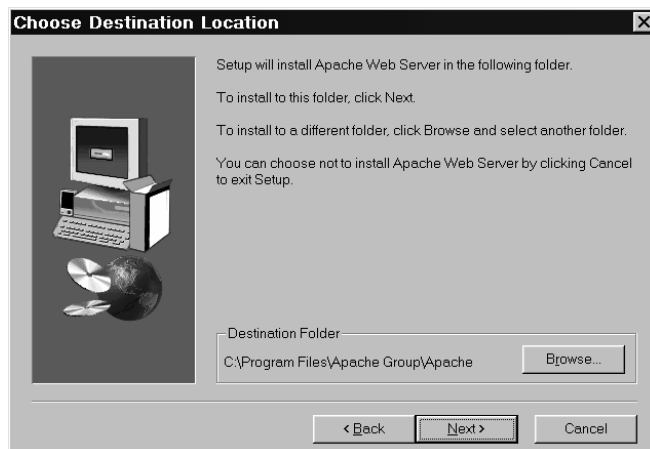 Choose Destination Location
Setup will install Apache Web Server in the following folder.
To install to this folder, click Next.
To install to a different folder, click Browse and select another folder.
You can choose not to install Apache Web Server by clicking Cancel
to exit Setup.
Destination Folder
C:\Program Files\Apache Group\Apache
Browse...
< Back
Next >
Cancel